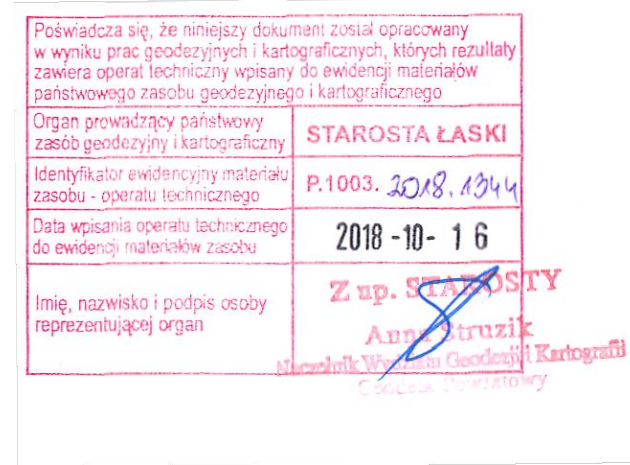 Poświadcza się, że niniejszy dokument został opracowany
w wyniku prac geodezyjnych i kartograficznych, których rezultaty
zawiera operat techniczny wpisany do ewidencji materiałów
państwowego zasobu geodezyjnego i kartograficznego
Organ prowadzący państwowy
zasób geodezyjny i kartograficzny
STAROSTA ŁASKI
Identyfikator ewidencyjny materiału
zasobu - operatu technicznego
P.1003. 2018.1344
Data wpisania operatu technicznego
do ewidencji materiałów zasobu
2018 -10- 16
Imię, nazwisko i podpis osoby
reprezentującej organ
Z up. STAROSTY
Anna Struzik
Naczelnik Wydziału Geodezji i Kartografii
Geodeta Powiatowy